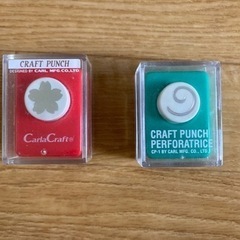 CRAFT PUNCH
DESIGNED BY CARL MFG.CO.,LTD.
CarlaCraft®
CRAFT PUNCH
PERFORATRICE
CP-1 BY CARL MFG. CO., LTD.